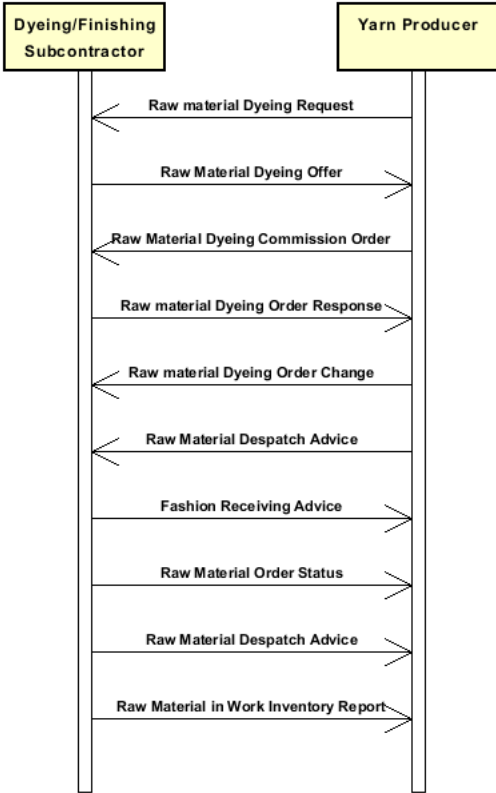 Dyeing/Finishing
Subcontractor
Yarn Producer
Raw material Dyeing Request
Raw Material Dyeing Offer
Raw Material Dyeing Commission Order
Raw material Dyeing Order Response
Raw material Dyeing Order Change
Raw Material Despatch Advice
Fashion Receiving Advice
Raw Material Order Status
Raw Material Despatch Advice
Raw Material in Work Inventory Report